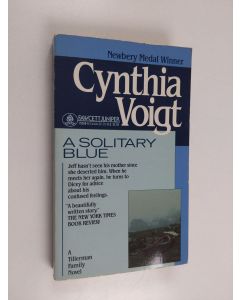 Newbery Medal Winner
Cynthia
Voigt
FAWCETT JUNIPER
A SOLITARY
BLUE
Jeff hasn't seen his mother since
she deserted him. When he
meets her again, he turns to
Dicey for advice
about his
confused feelings.
"A beautifully
written story."
THE NEW YORK TIMES
BOOK REVIEW
A
Tillerman
Family
Novel